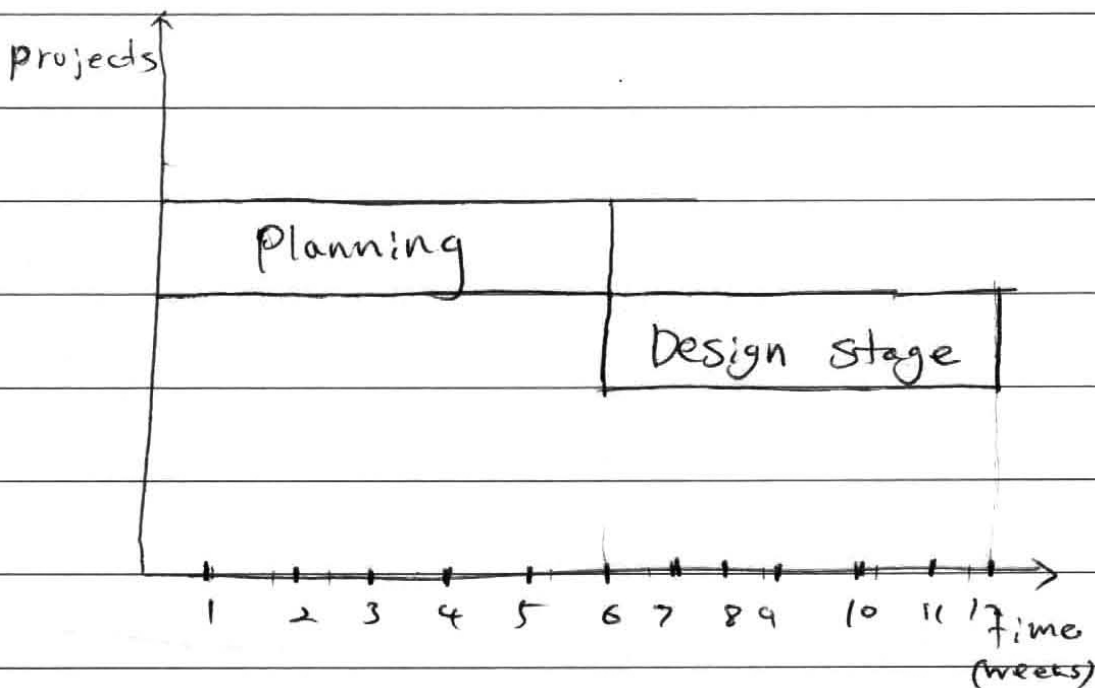 projects
Planning
Design stage
1 2 3 4 5 6 7 8 9 10 11 12
time
(weeks)